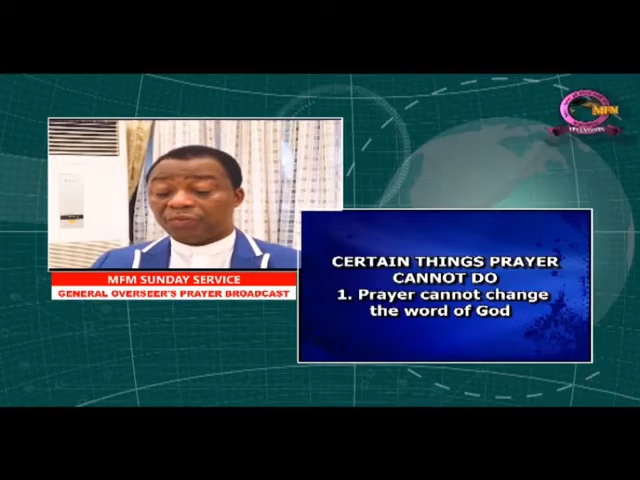 MFM
TELEVISION
MFM SUNDAY SERVICE
GENERAL OVERSEER'S PRAYER BROADCAST
CERTAIN THINGS PRAYER
CANNOT DO
1. Prayer cannot change
the word of God